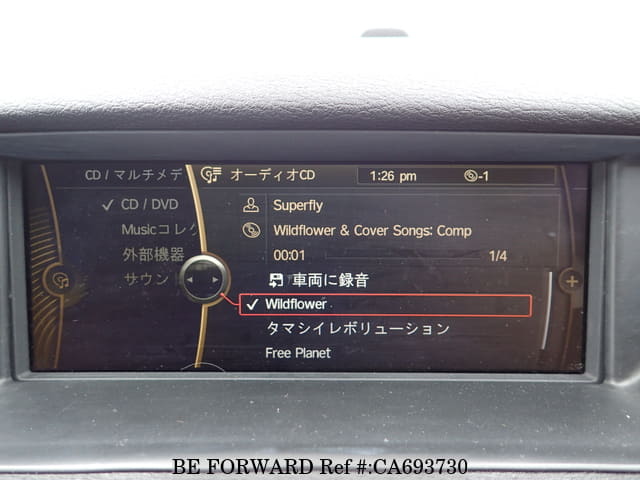 CD / マルチメデ
オーディオCD
1:26 pm
-1
CD / DVD
Superfly
Musicコレク
Wildflower & Cover Songs: Comp
外部機器
00:01
1/4
サウン
車両に録音
Wildflower
タマシイレボリューション
Free Planet
BE FORWARD Ref #:CA693730